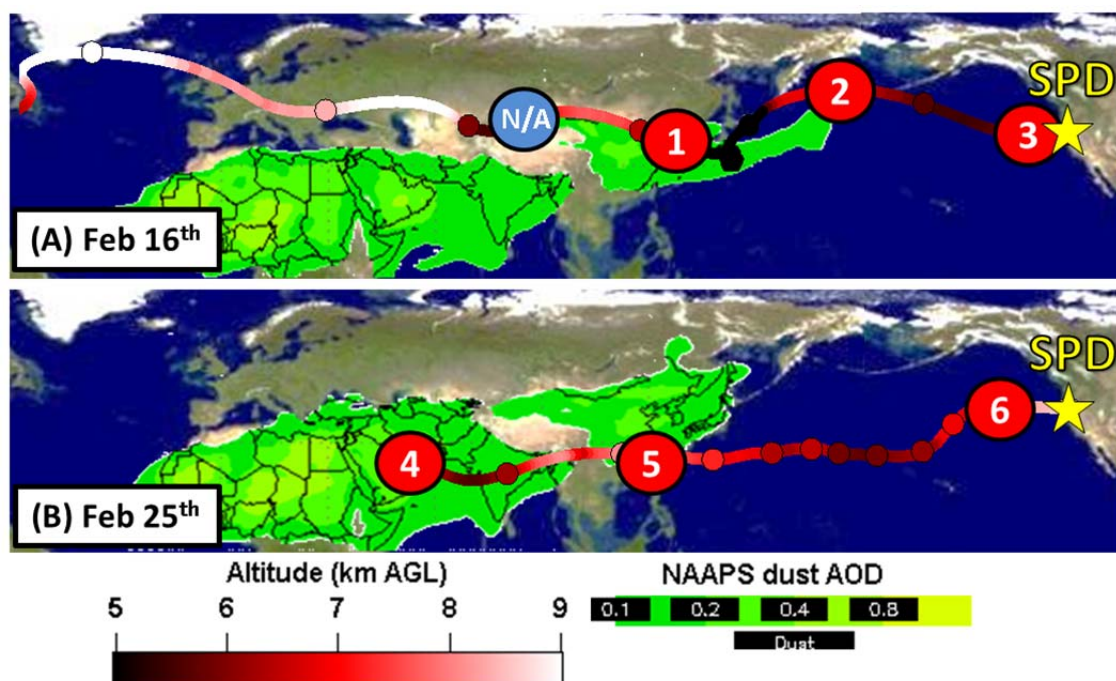 SPD
N/A
1
2
3
(A) Feb 16th
SPD
4
5
6
(B) Feb 25th
Altitude (km AGL)
5 6 7 8 9
NAAPS dust AOD
0.1 0.2 0.4 0.8
Dust